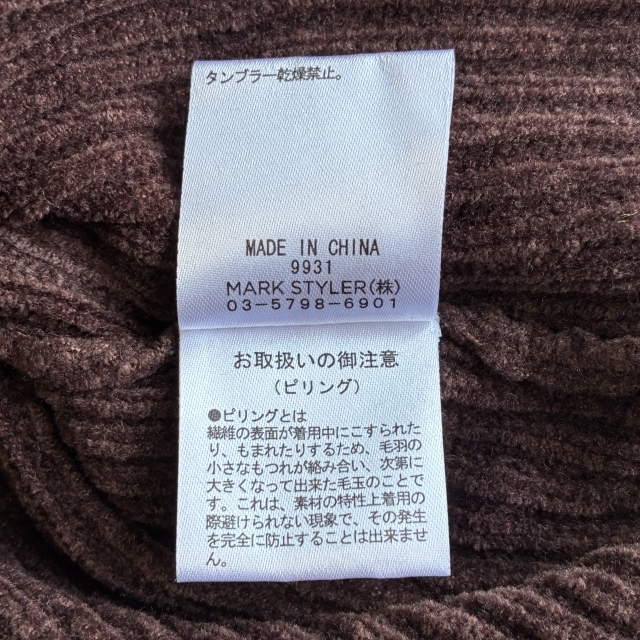 タンブラー乾燥禁止。
MADE IN CHINA
9931
MARK STYLER(株)
03-5798-6901
お取扱いの御注意
(ピリング)
●ピリングとは
繊維の表面が着用中にこすられた
り、もまれたりするため、毛羽の
小さなもつれが絡み合い、次第に
大きくなって出来た毛玉のことで
す。これは、素材の特性上着用の
際避けられない現象で、その発生
を完全に防止することは出来ませ
ん。